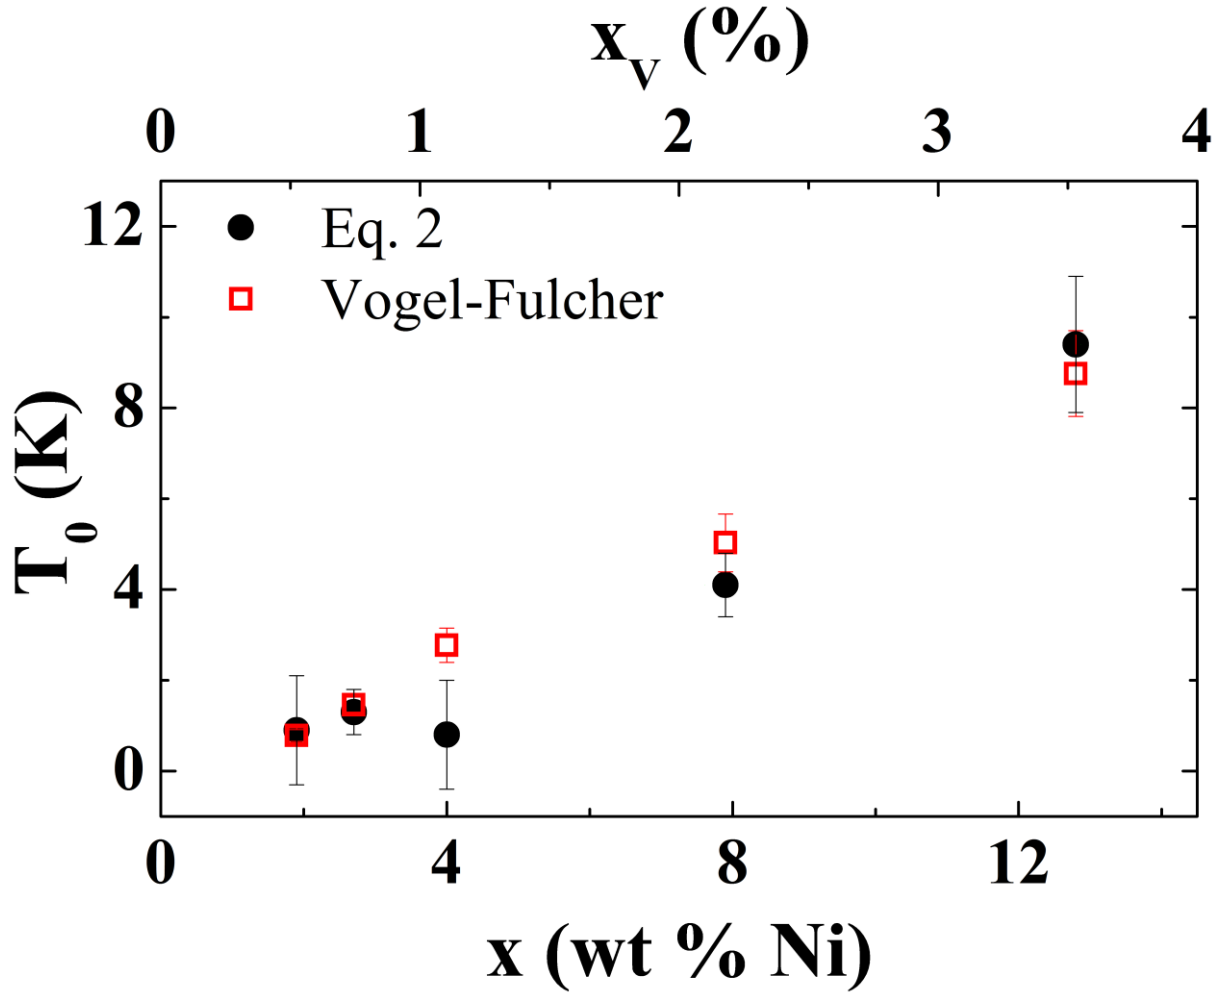 x_V (%)
0 1 2 3 4
Eq. 2
Vogel-Fulcher
12
8
4
0
T_0 (K)
0 4 8 12
x (wt % Ni)